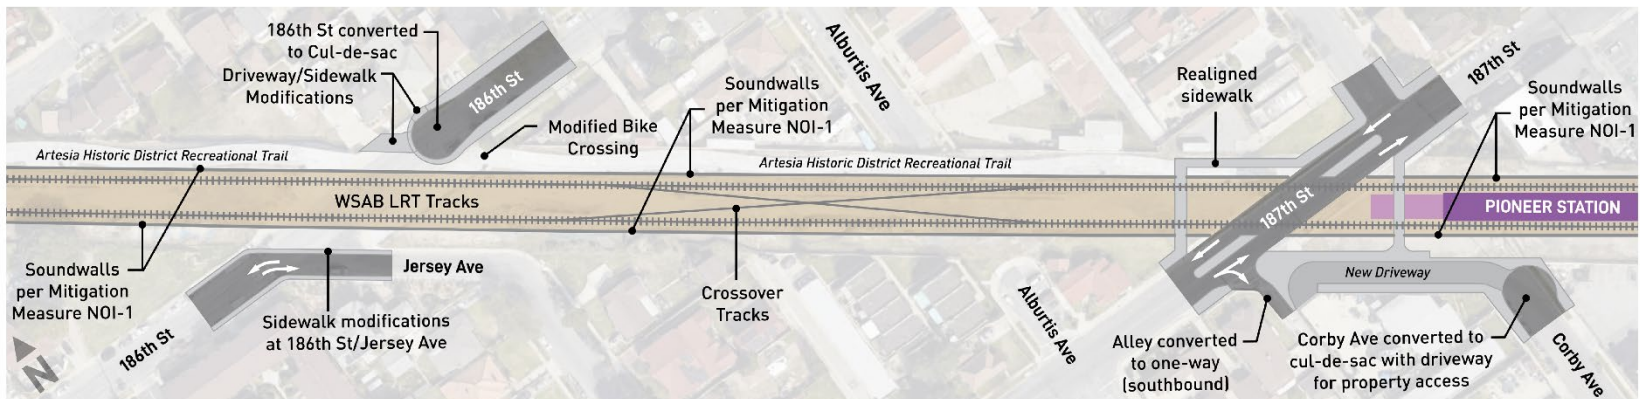 186th St converted
to Cul-de-sac
Driveway/Sidewalk
Modifications
186th St
Modified Bike
Crossing
Soundwalls
per Mitigation
Measure NOI-1
Alburtis Ave
Realigned
sidewalk
187th St
Soundwalls
per Mitigation
Measure NOI-1
Artesia Historic District Recreational Trail
Artesia Historic District Recreational Trail
WSAB LRT Tracks
187th St
PIONEER STATION
Soundwalls
per Mitigation
Measure NOI-1
Jersey Ave
186th St
Sidewalk modifications
at 186th St/Jersey Ave
Crossover
Tracks
Alburtis Ave
New Driveway
Alley converted
to one-way
(southbound)
Corby Ave converted to
cul-de-sac with driveway
for property access
Corby Ave
N